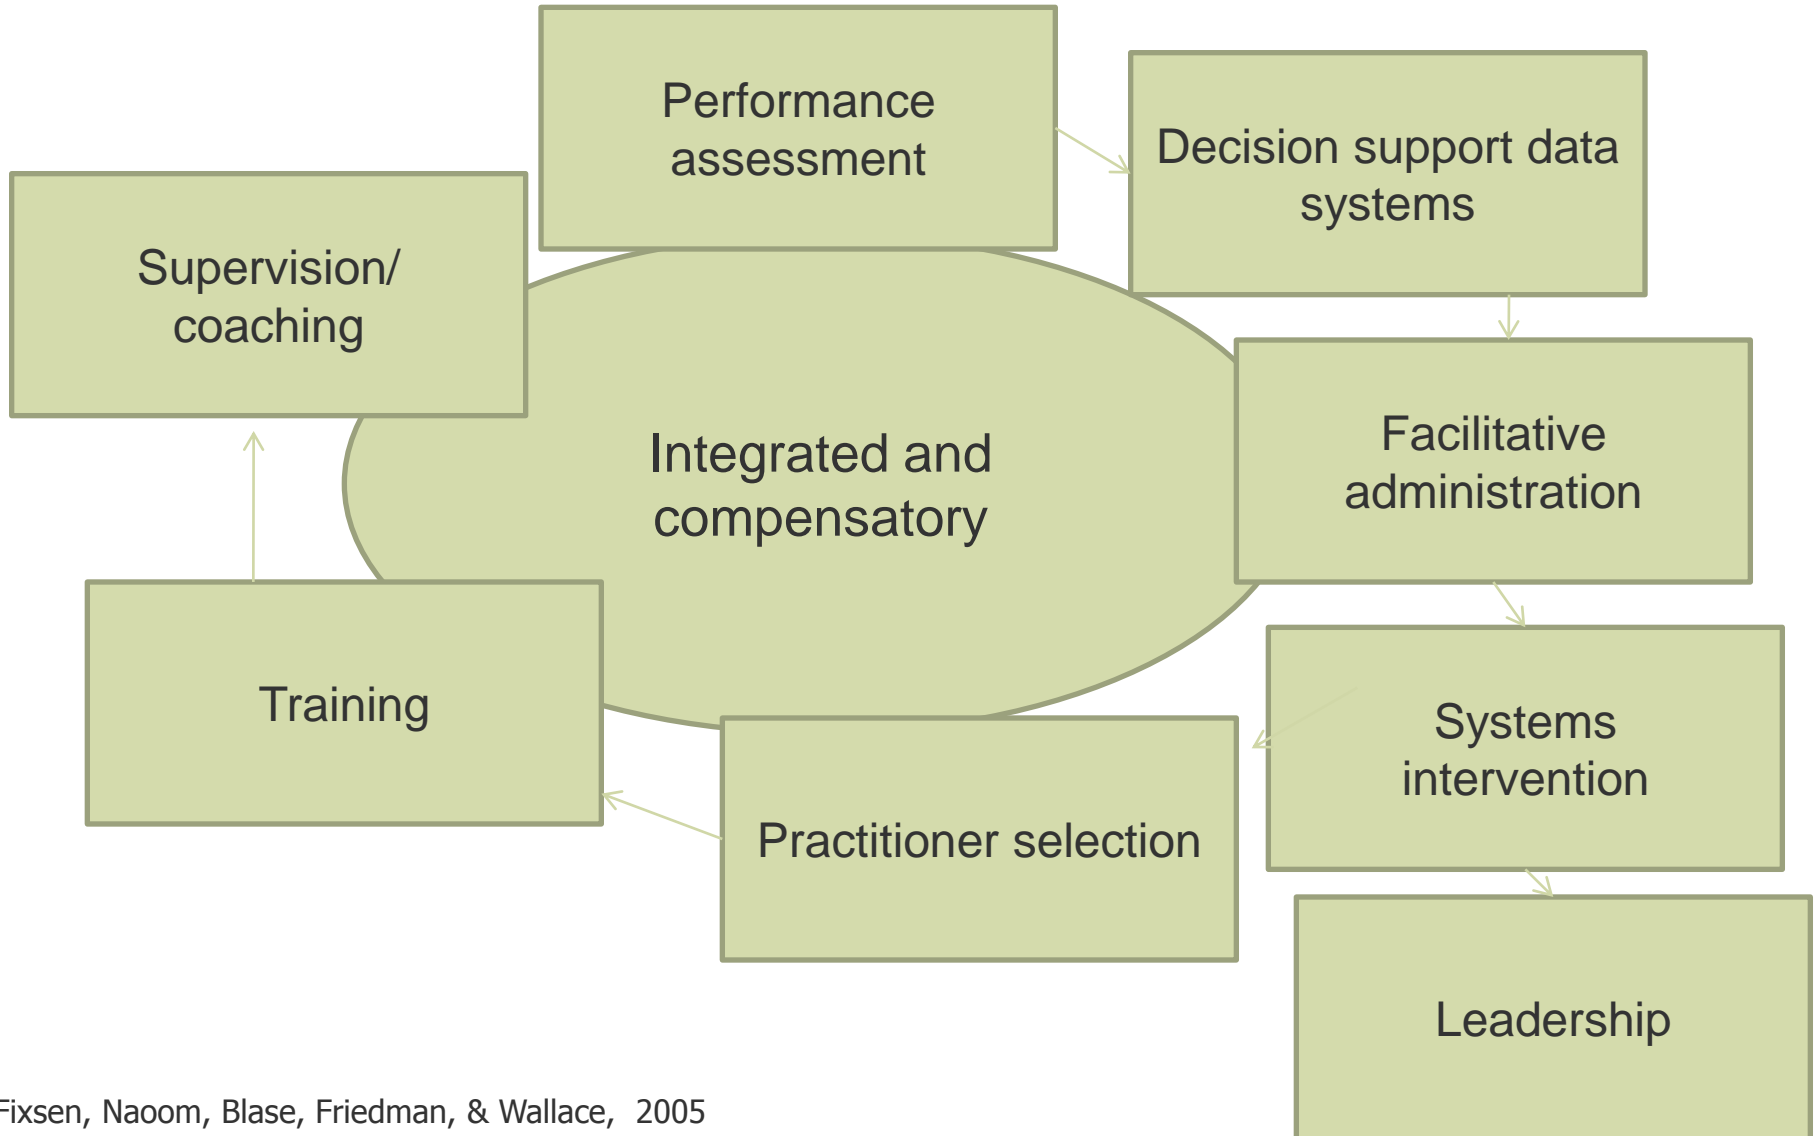 Performance
assessment
Decision support data
systems
Supervision/
coaching
Integrated and
compensatory
Facilitative
administration
Training
Systems
intervention
Practitioner selection
Leadership
Fixsen, Naoom, Blase, Friedman, & Wallace, 2005